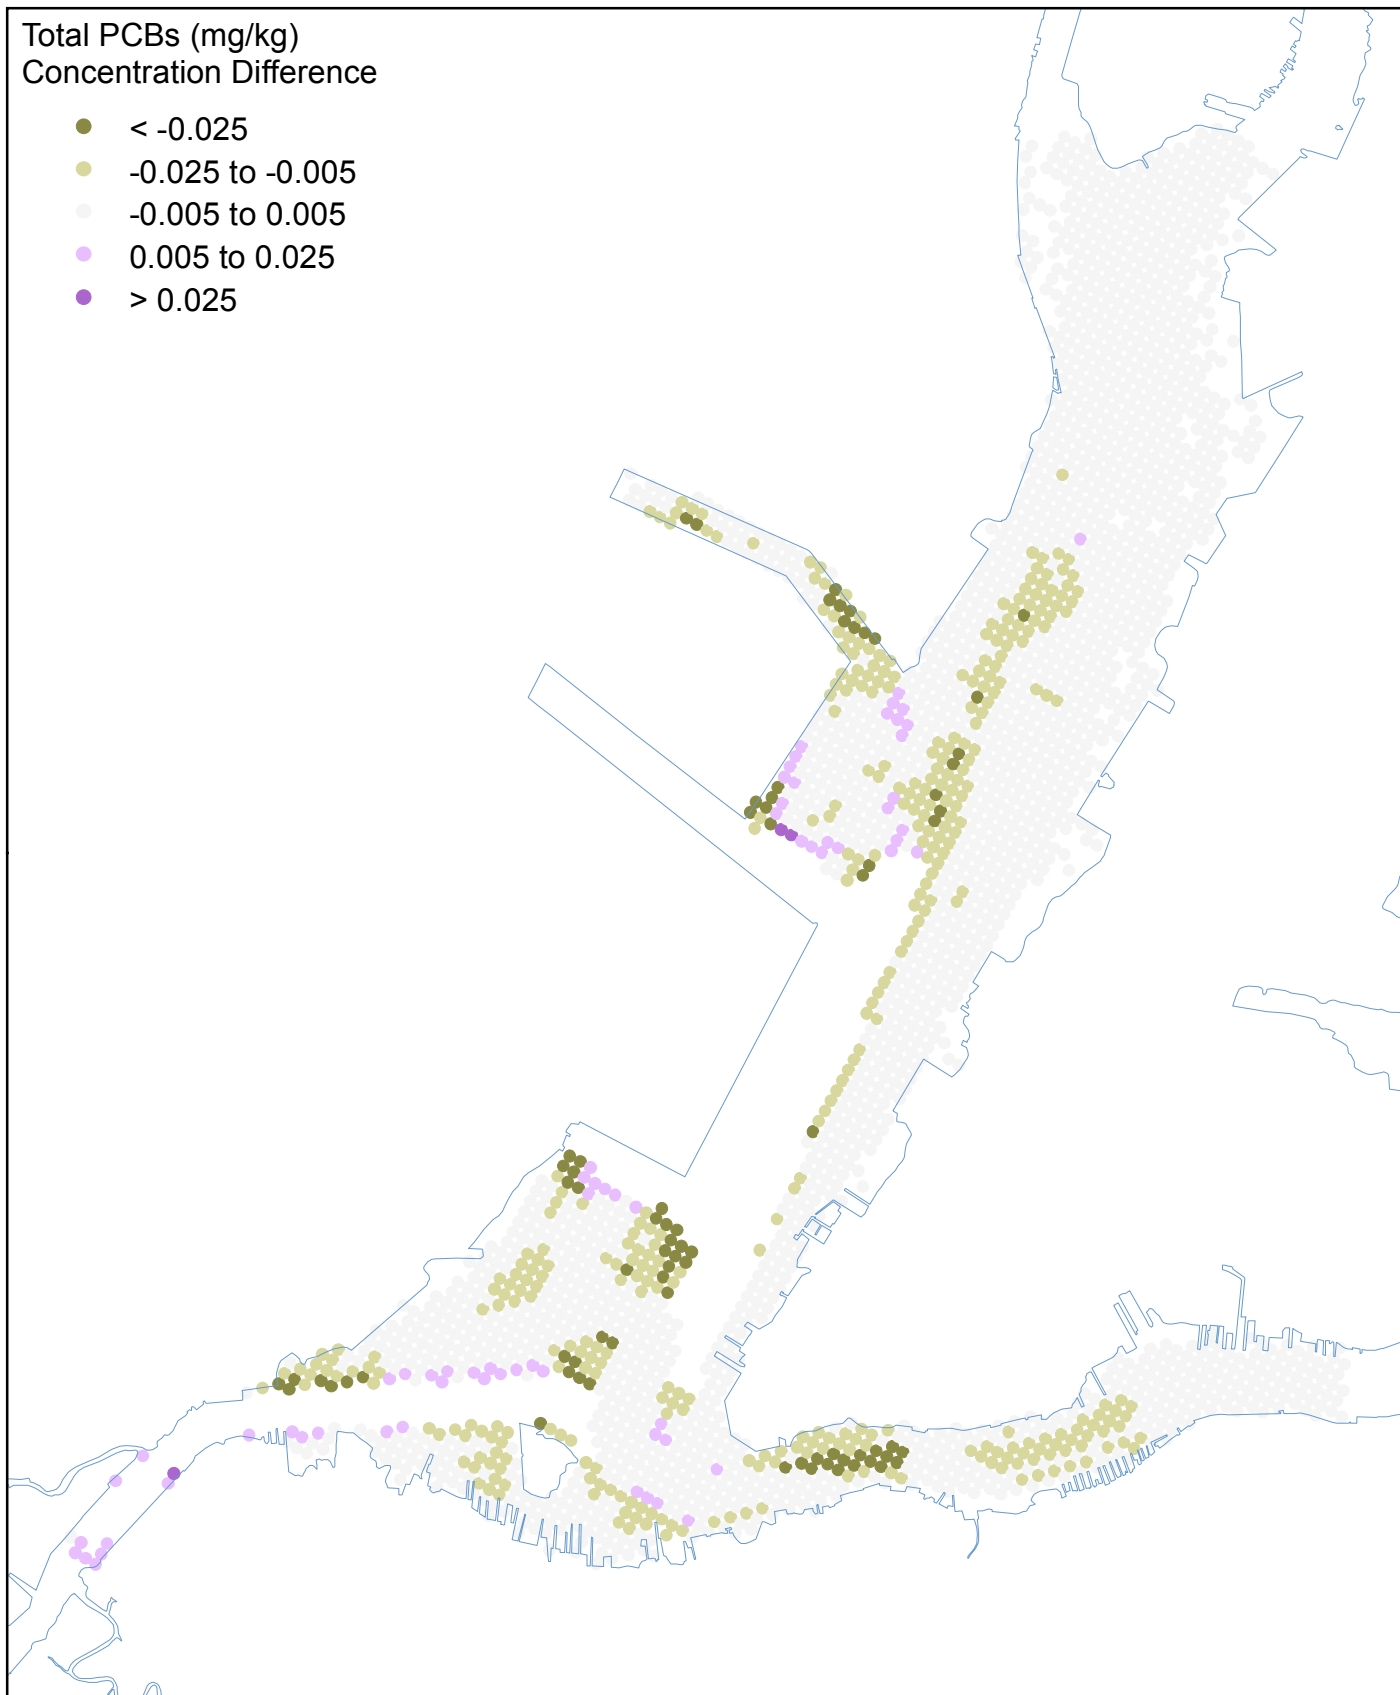 Total PCBs (mg/kg)
Concentration Difference
< -0.025
-0.025 to -0.005
-0.005 to 0.005
0.005 to 0.025
> 0.025